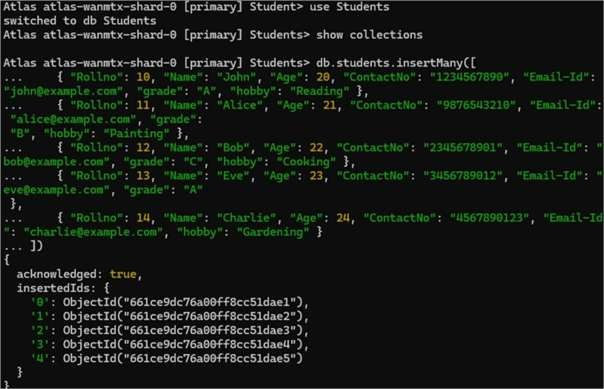 Atlas atlas-wanmtx-shard-0 [primary] Student> use Students
switched to db Students
Atlas atlas-wanmtx-shard-0 [primary] Students> show collections

Atlas atlas-wanmtx-shard-0 [primary] Students> db.students.insertMany([
...     { "Rollno": 10, "Name": "John", "Age": 20, "ContactNo": "1234567890", "Email-Id":
"john@example.com", "grade": "A", "hobby": "Reading" },
...     { "Rollno": 11, "Name": "Alice", "Age": 21, "ContactNo": "9876543210", "Email-Id":
 "alice@example.com", "grade":
 "B", "hobby": "Painting" },
...     { "Rollno": 12, "Name": "Bob", "Age": 22, "ContactNo": "2345678901", "Email-Id": "
bob@example.com", "grade": "C", "hobby": "Cooking" },
...     { "Rollno": 13, "Name": "Eve", "Age": 23, "ContactNo": "3456789012", "Email-Id": "
eve@example.com", "grade": "A"
 },
...     { "Rollno": 14, "Name": "Charlie", "Age": 24, "ContactNo": "4567890123", "Email-Id
": "charlie@example.com", "hobby": "Gardening" }
... ])
{
  acknowledged: true,
  insertedIds: {
    '0': ObjectId("661ce9dc76a00ff8cc51dae1"),
    '1': ObjectId("661ce9dc76a00ff8cc51dae2"),
    '2': ObjectId("661ce9dc76a00ff8cc51dae3"),
    '3': ObjectId("661ce9dc76a00ff8cc51dae4"),
    '4': ObjectId("661ce9dc76a00ff8cc51dae5")
  }
}